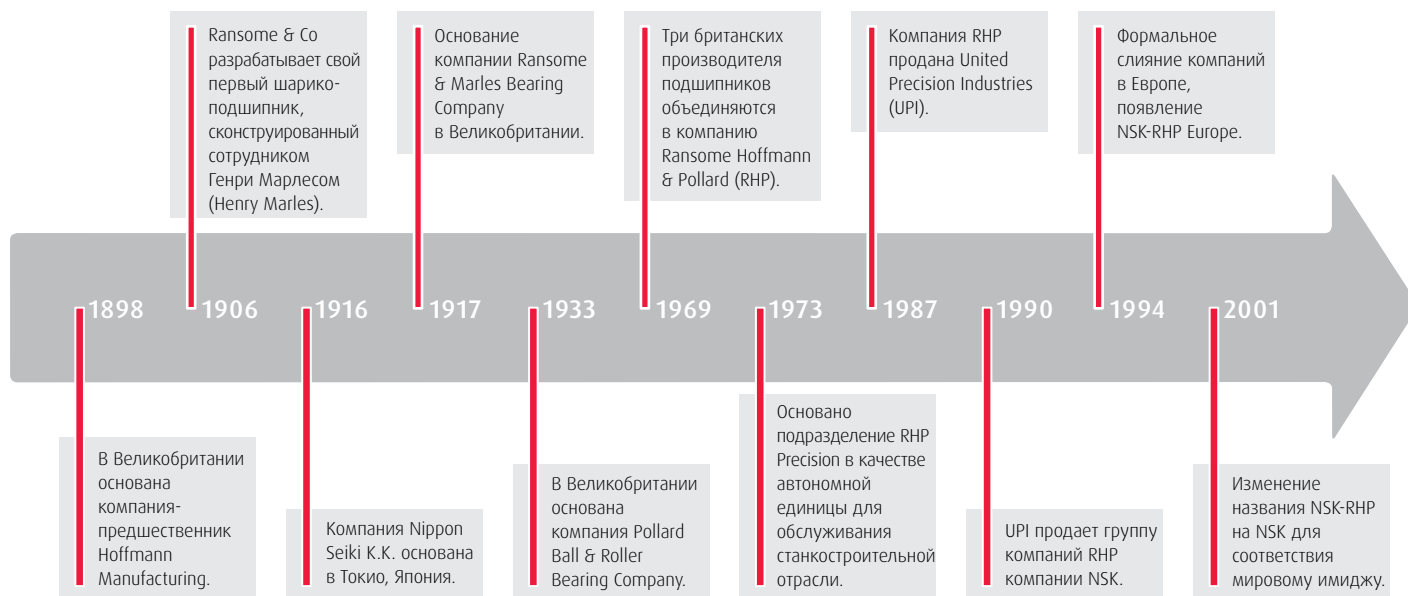 Ransome & Co
разрабатывает свой
первый шарико-
подшипник,
сконструированный
сотрудником
Генри Марлесом
(Henry Marles).
Основание
компании Ransome
& Marles Bearing
Company
в Великобритании.
Три британских
производителя
подшипников
объединяются
в компанию
Ransome Hoffmann
& Pollard (RHP).
Компания RHP
продана United
Precision Industries
(UPI).
Формальное
слияние компаний
в Европе,
появление
NSK-RHP Europe.
1898
1906
1916
1917
1933
1969
1973
1987
1990
1994
2001
В Великобритании
основана
компания-
предшественник
Hoffmann
Manufacturing.
Компания Nippon
Seiki K.K. основана
в Токио, Япония.
В Великобритании
основана
компания Pollard
Ball & Roller
Bearing Company.
Основано
подразделение RHP
Precision в качестве
автономной
единицы для
обслуживания
станкостроительной
отрасли.
UPI продает группу
компаний RHP
компании NSK.
Изменение
названия NSK-RHP
на NSK для
соответствия
мировому имиджу.